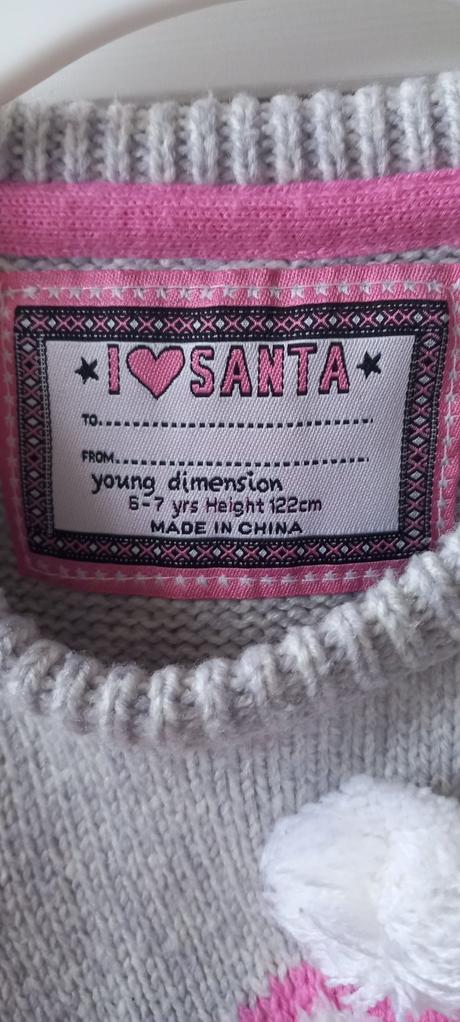 I ♥ SANTA
TO..............................
FROM..............................
young dimension
6-7 yrs Height 122cm
MADE IN CHINA